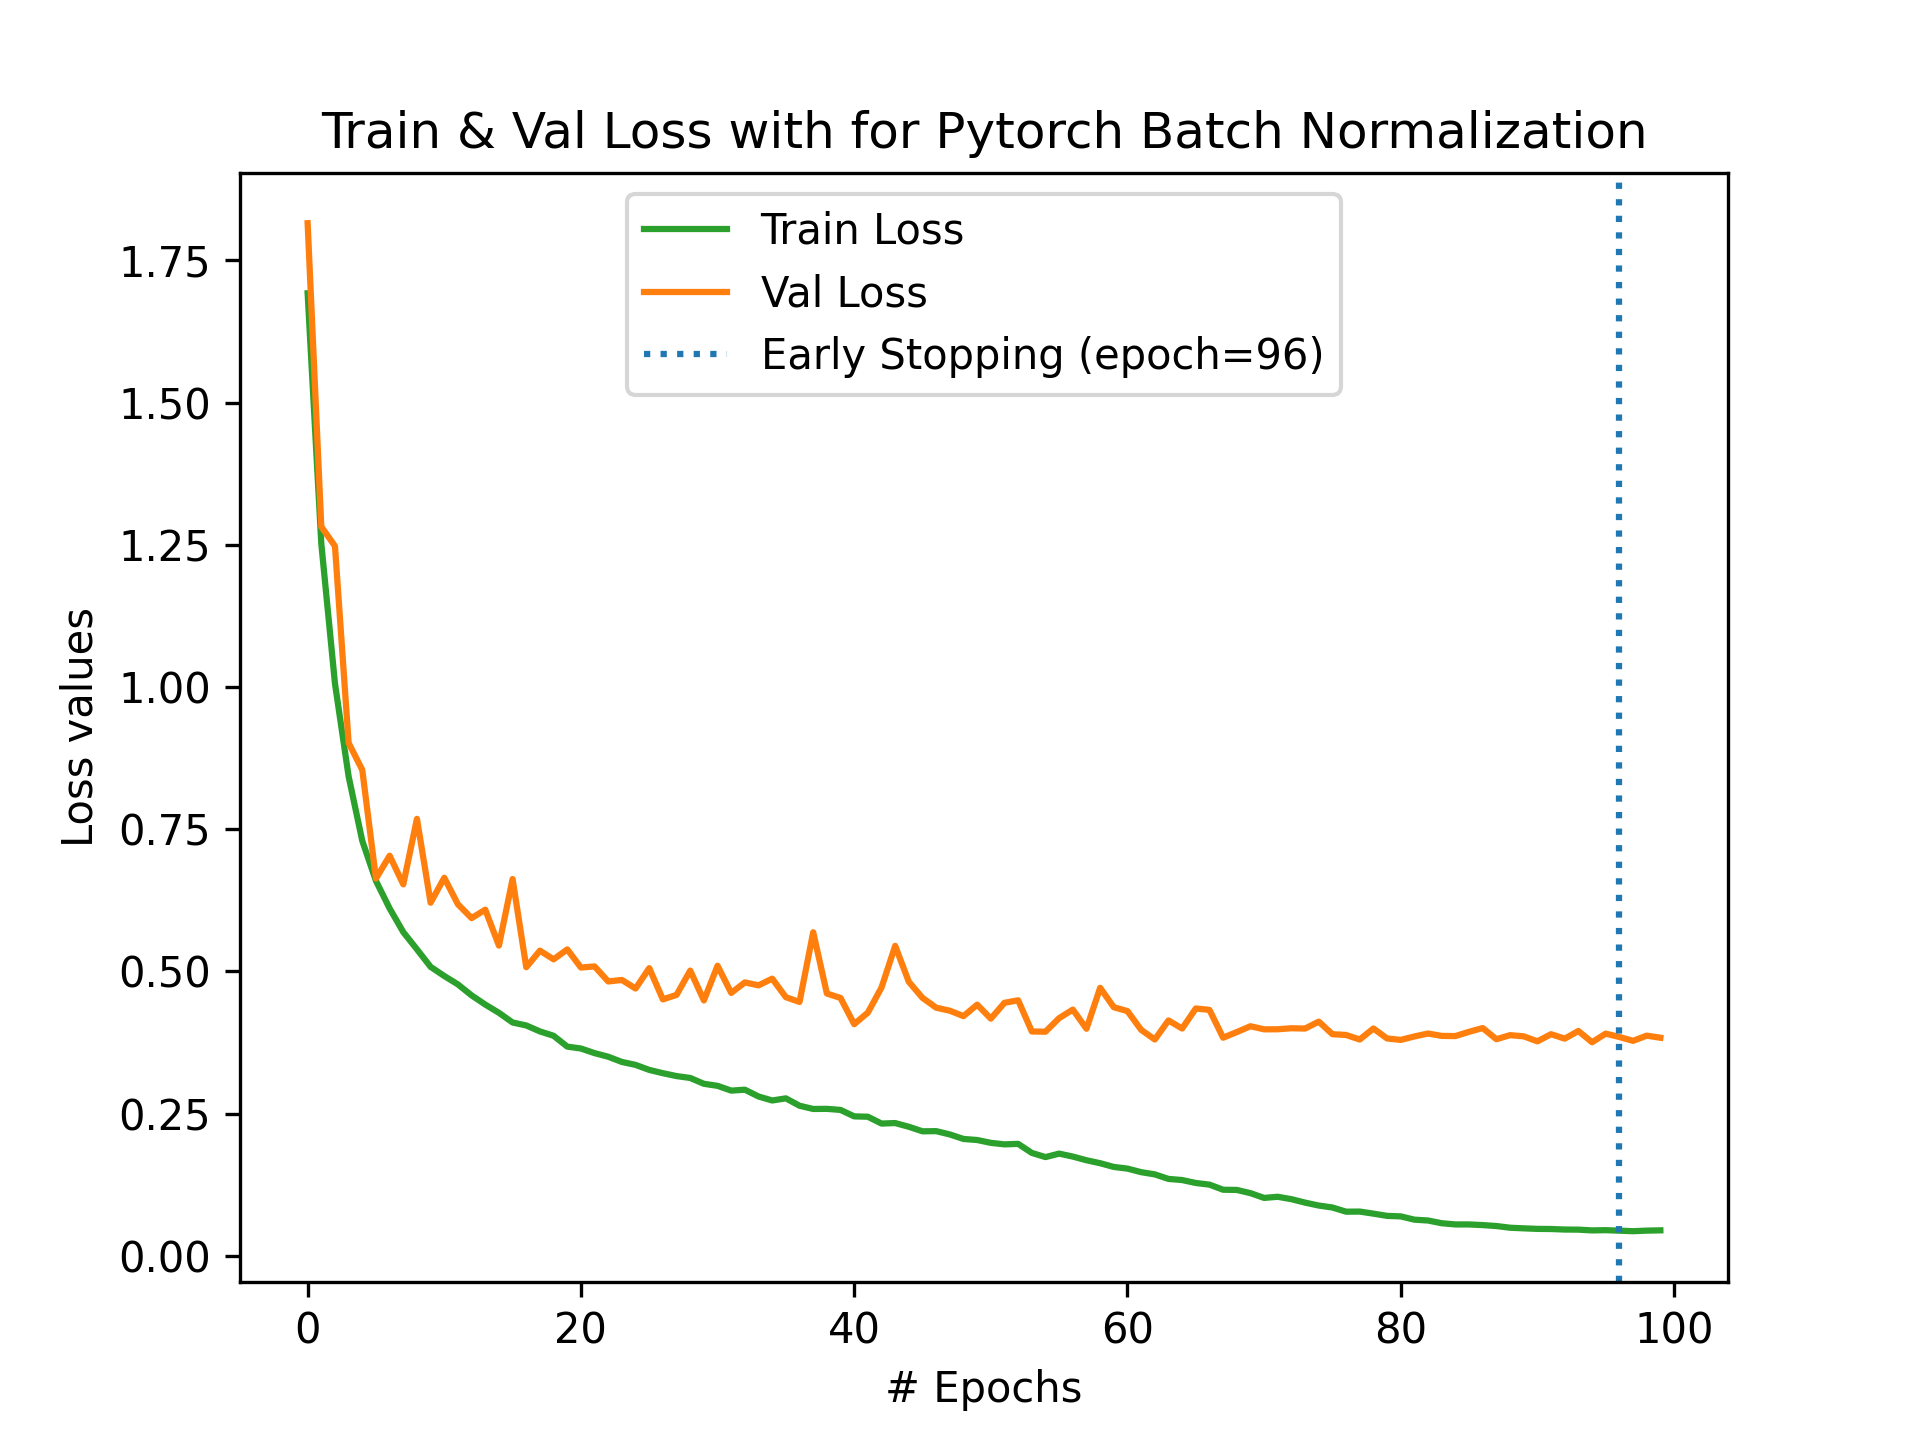 Train & Val Loss with for Pytorch Batch Normalization
Train Loss
Val Loss
Early Stopping (epoch=96)
Loss values
1.75
1.50
1.25
1.00
0.75
0.50
0.25
0.00
0 20 40 60 80 100
# Epochs